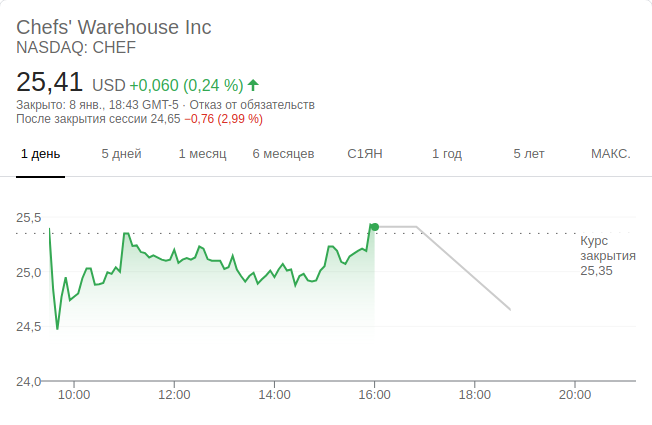 Chefs' Warehouse Inc
NASDAQ: CHEF
25,41 USD +0,060 (0,24 %)
Закрыто: 8 янв., 18:43 GMT-5 · Отказ от обязательств
После закрытия сессии 24,65 −0,76 (2,99 %)
1 день 5 дней 1 месяц 6 месяцев С1ЯН 1 год 5 лет МАКС.
25,5
Курс
закрытия
25,35
25,0
24,5
24,0
10:00 12:00 14:00 16:00 18:00 20:00